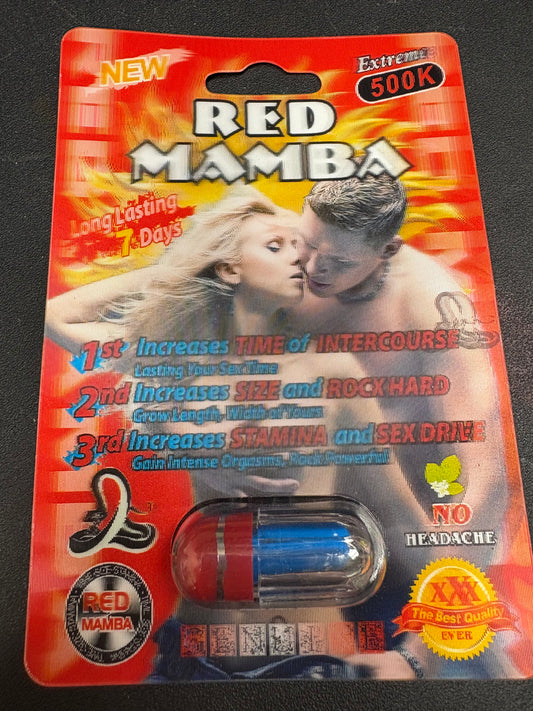 NEW
Extreme
500K
RED
MAMBA
Long Lasting
7 Days
1st Increases TIME of INTERCOURSE
Lasting Your Sex Time
2nd Increases SIZE and ROCK HARD
Grow Length, Width of Yours
3rd Increases STAMINA and SEX DRIVE
Gain Intense Orgasms, Rock Powerful
NO
HEADACHE
RED
MAMBA
XXX
The Best Quality
EVER